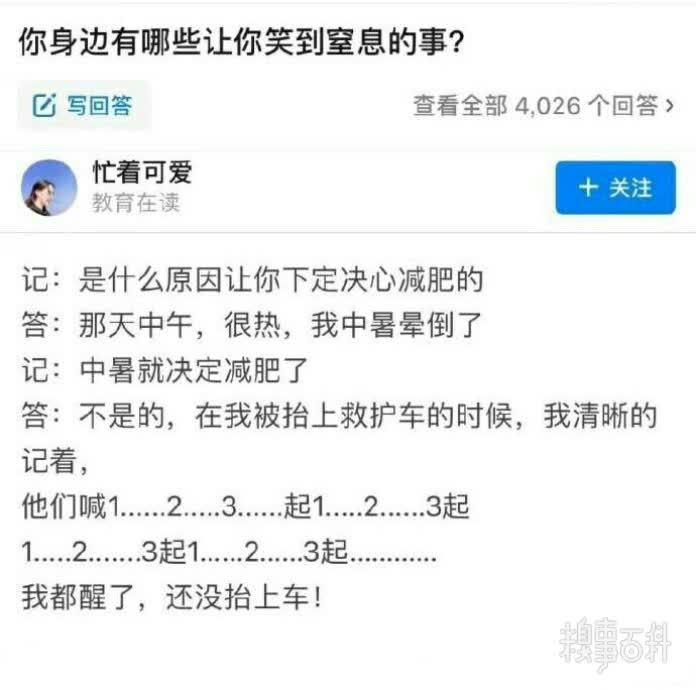 你身边有哪些让你笑到窒息的事?
写回答
查看全部 4,026 个回答 >
忙着可爱
教育在读
+ 关注
记：是什么原因让你下定决心减肥的
答：那天中午，很热，我中暑晕倒了
记：中暑就决定减肥了
答：不是的，在我被抬上救护车的时候，我清晰的
记着，
他们喊1......2.....3......起1.....2......3起
1.....2.......3起1......2......3起............
我都醒了，还没抬上车！
糗事百科